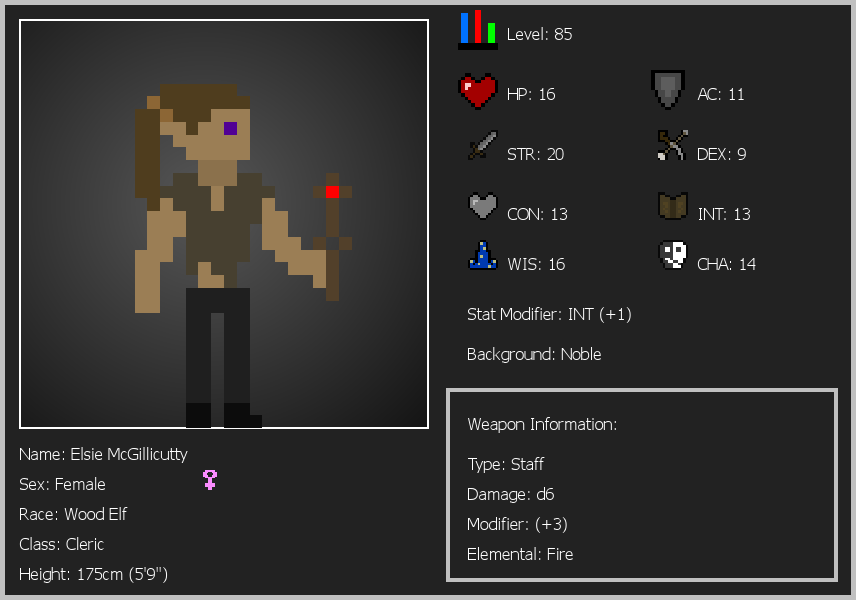 Level: 85
HP: 16
AC: 11
STR: 20
DEX: 9
CON: 13
INT: 13
WIS: 16
CHA: 14
Stat Modifier: INT (+1)
Background: Noble
Weapon Information:
Type: Staff
Damage: d6
Modifier: (+3)
Elemental: Fire
Name: Elsie McGillicutty
Sex: Female
Race: Wood Elf
Class: Cleric
Height: 175cm (5'9")